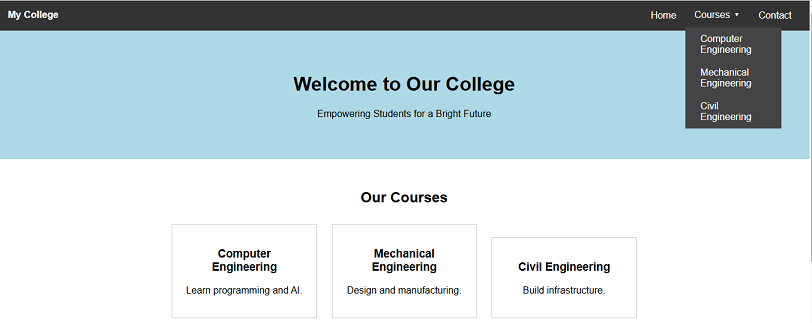 My College
Home
Courses ▼
Contact
Computer
Engineering
Mechanical
Engineering
Civil
Engineering
Welcome to Our College
Empowering Students for a Bright Future
Our Courses
Computer
Engineering
Learn programming and AI.
Mechanical
Engineering
Design and manufacturing.
Civil Engineering
Build infrastructure.